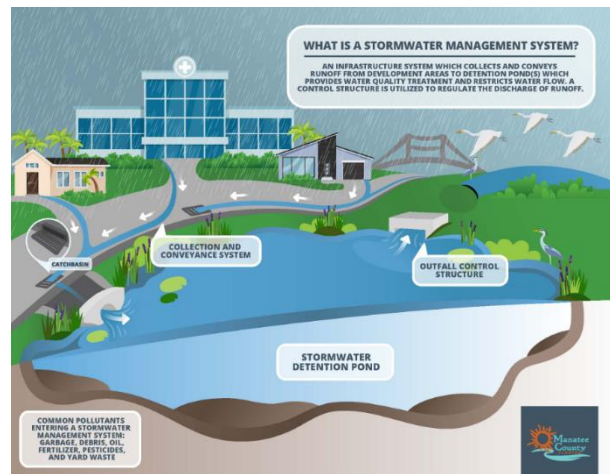 WHAT IS A STORMWATER MANAGEMENT SYSTEM?
AN INFRASTRUCTURE SYSTEM WHICH COLLECTS AND CONVEYS
RUNOFF FROM DEVELOPMENT AREAS TO DETENTION POND(S) WHICH
PROVIDES WATER QUALITY TREATMENT AND RESTRICTS WATER FLOW. A
CONTROL STRUCTURE IS UTILIZED TO REGULATE THE DISCHARGE OF RUNOFF.
CATCHBASIN
COLLECTION AND
CONVEYANCE SYSTEM
OUTFALL CONTROL
STRUCTURE
STORMWATER
DETENTION POND
COMMON POLLUTANTS
ENTERING A STORMWATER
MANAGEMENT SYSTEM:
GARBAGE, DEBRIS, OIL,
FERTILIZER, PESTICIDES,
AND YARD WASTE
Manatee
County